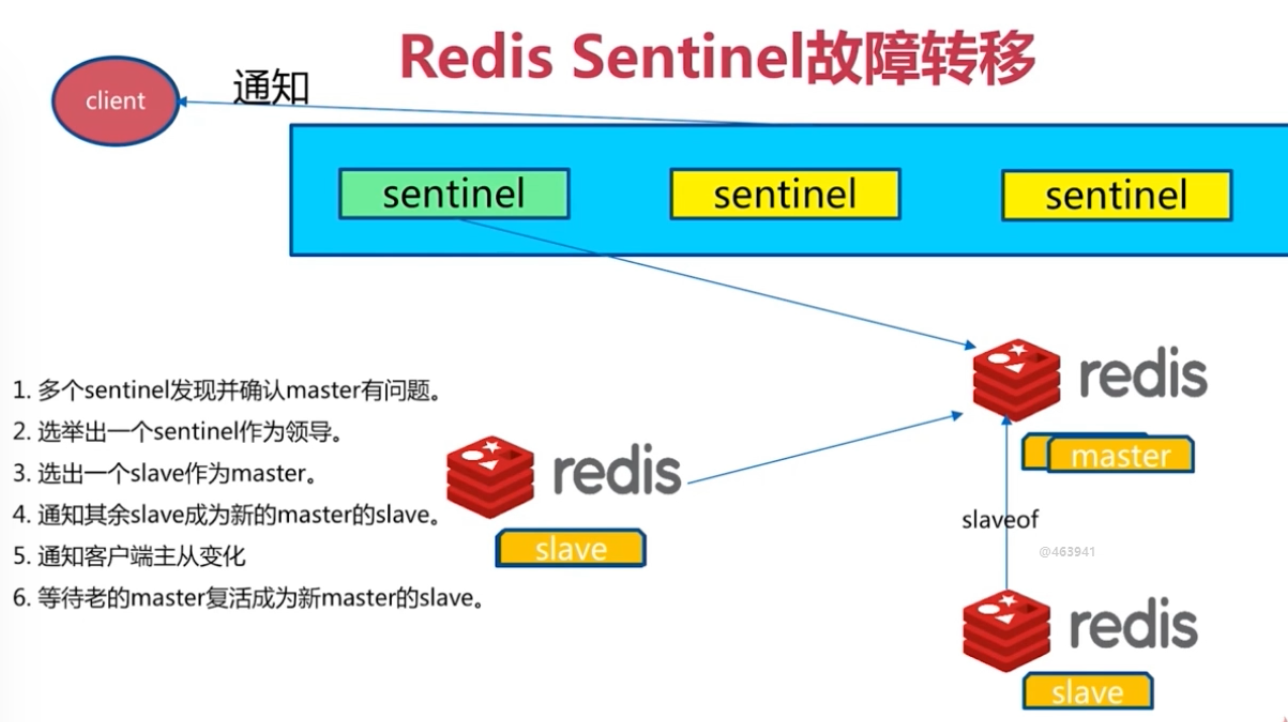 Redis Sentinel故障转移
client
通知
sentinel
sentinel
sentinel
redis
master
1. 多个sentinel发现并确认master有问题。
2. 选举出一个sentinel作为领导。
3. 选出一个slave作为master。
4. 通知其余slave成为新的master的slave。
5. 通知客户端主从变化
6. 等待老的master复活成为新master的slave。
redis
slave
slaveof
@463941
redis
slave